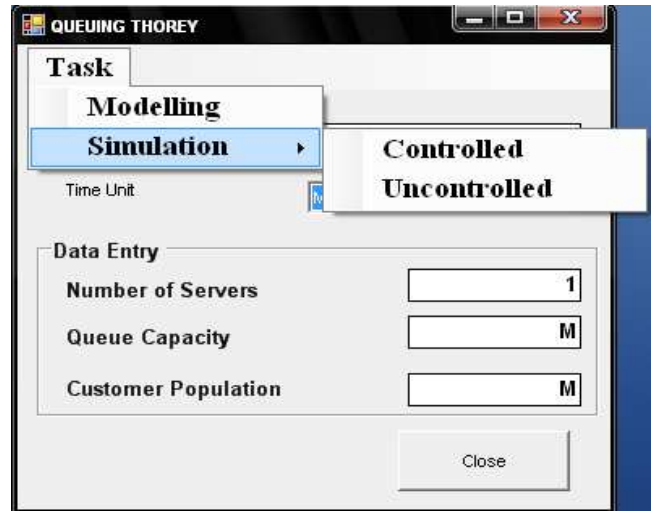 QUEUING THOREY
Task
Modelling
Simulation
Controlled
Uncontrolled
Time Unit
Data Entry
Number of Servers 1
Queue Capacity M
Customer Population M
Close